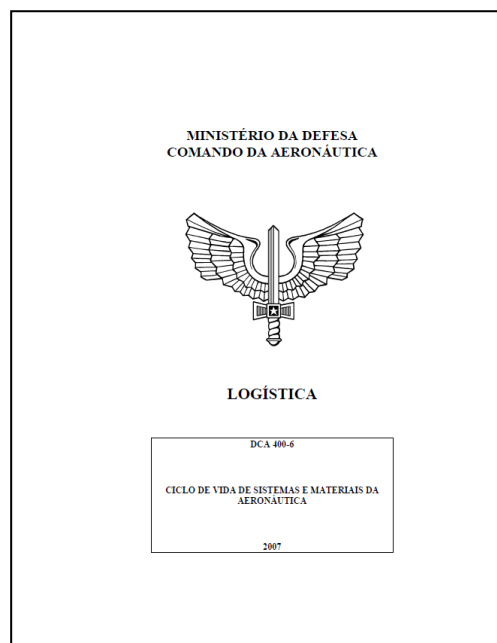 MINISTÉRIO DA DEFESA
COMANDO DA AERONÁUTICA
LOGÍSTICA
DCA 400-6
CICLO DE VIDA DE SISTEMAS E MATERIAIS DA
AERONÁUTICA
2007